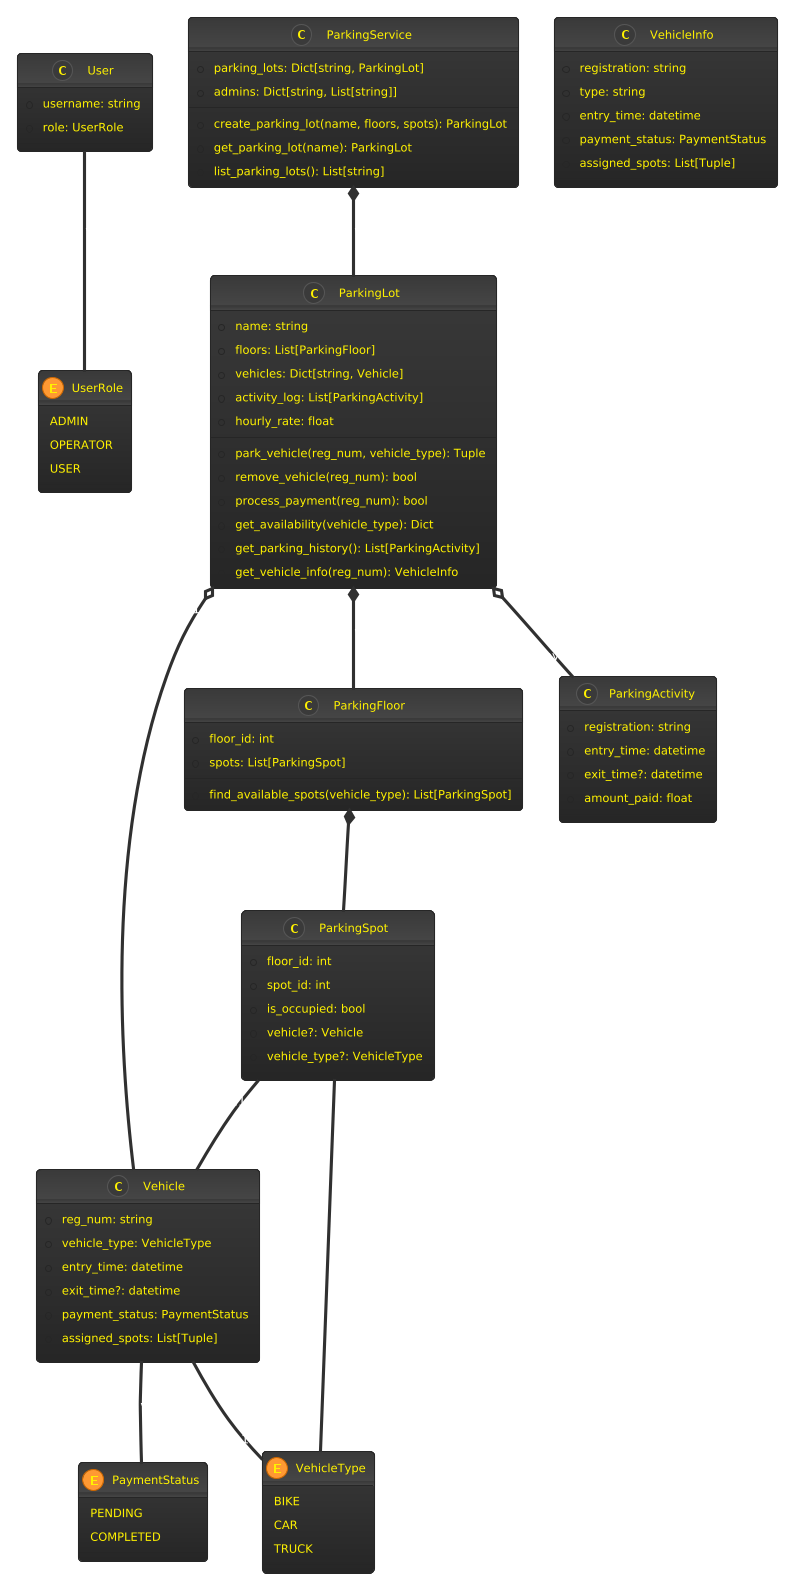 C User
username: string
role: UserRole
C ParkingService
parking_lots: Dict[string, ParkingLot]
admins: Dict[string, List[string]]
create_parking_lot(name, floors, spots): ParkingLot
get_parking_lot(name): ParkingLot
list_parking_lots(): List[string]
C VehicleInfo
registration: string
type: string
entry_time: datetime
payment_status: PaymentStatus
assigned_spots: List[Tuple]
C ParkingLot
name: string
floors: List[ParkingFloor]
vehicles: Dict[string, Vehicle]
activity_log: List[ParkingActivity]
hourly_rate: float
park_vehicle(reg_num, vehicle_type): Tuple
remove_vehicle(reg_num): bool
process_payment(reg_num): bool
get_availability(vehicle_type): Dict
get_parking_history(): List[ParkingActivity]
get_vehicle_info(reg_num): VehicleInfo
E UserRole
ADMIN
OPERATOR
USER
C ParkingFloor
floor_id: int
spots: List[ParkingSpot]
find_available_spots(vehicle_type): List[ParkingSpot]
C ParkingActivity
registration: string
entry_time: datetime
exit_time?: datetime
amount_paid: float
C ParkingSpot
floor_id: int
spot_id: int
is_occupied: bool
vehicle?: Vehicle
vehicle_type?: VehicleType
C Vehicle
reg_num: string
vehicle_type: VehicleType
entry_time: datetime
exit_time?: datetime
payment_status: PaymentStatus
assigned_spots: List[Tuple]
E PaymentStatus
PENDING
COMPLETED
E VehicleType
BIKE
CAR
TRUCK